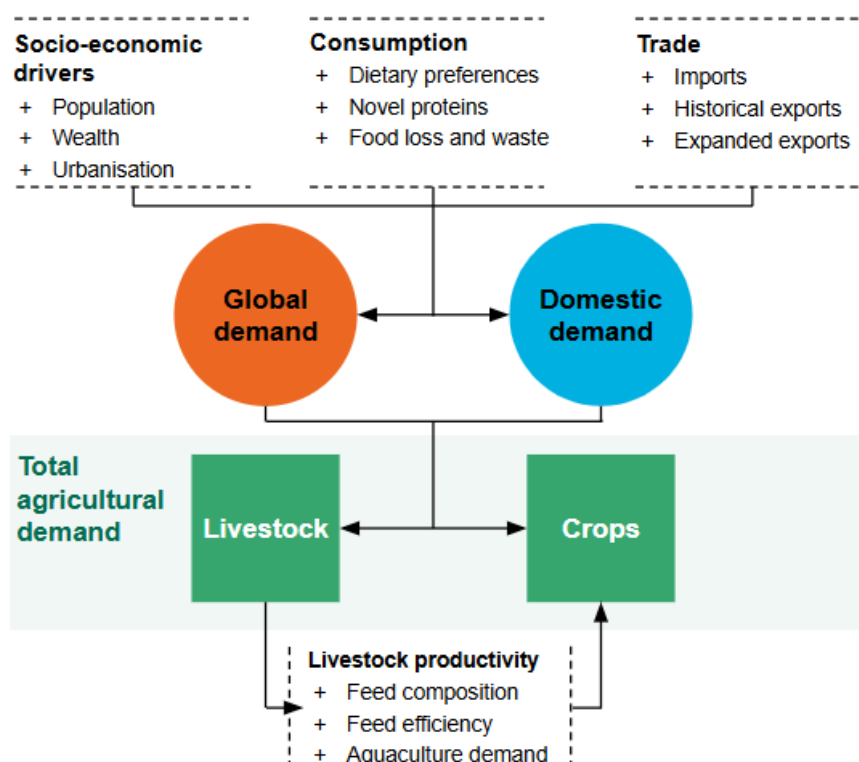 Socio-economic
drivers
+ Population
+ Wealth
+ Urbanisation
Consumption
+ Dietary preferences
+ Novel proteins
+ Food loss and waste
Trade
+ Imports
+ Historical exports
+ Expanded exports
Global
demand
Domestic
demand
Total
agricultural
demand
Livestock
Crops
Livestock productivity
+ Feed composition
+ Feed efficiency
+ Aquaculture demand